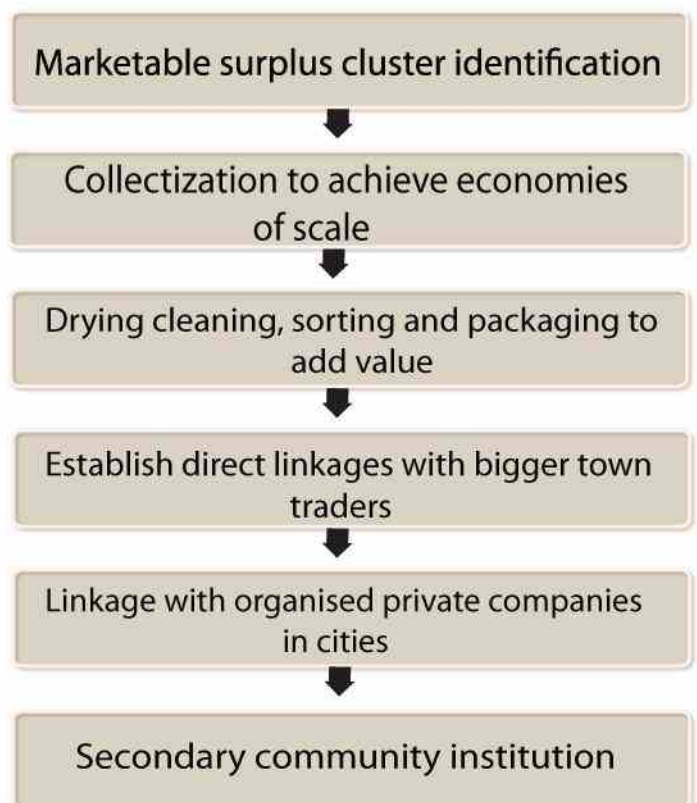 Marketable surplus cluster identification
Collectization to achieve economies
of scale
Drying cleaning, sorting and packaging to
add value
Establish direct linkages with bigger town
traders
Linkage with organised private companies
in cities
Secondary community institution